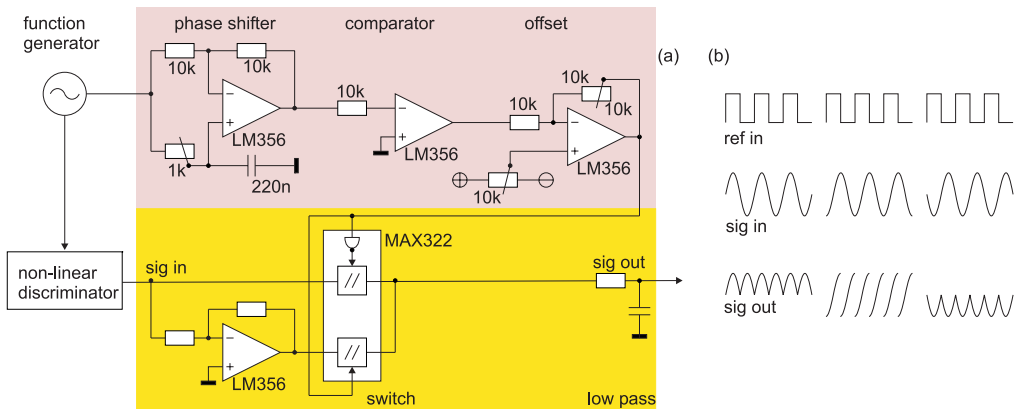 function
generator
phase shifter
comparator
offset
(a)
(b)
10k
10k
10k
10k
10k
10k
LM356
LM356
LM356
1k
220n
10k
ref in
sig in
sig out
MAX322
non-linear
discriminator
sig in
sig out
LM356
switch
low pass
//
//